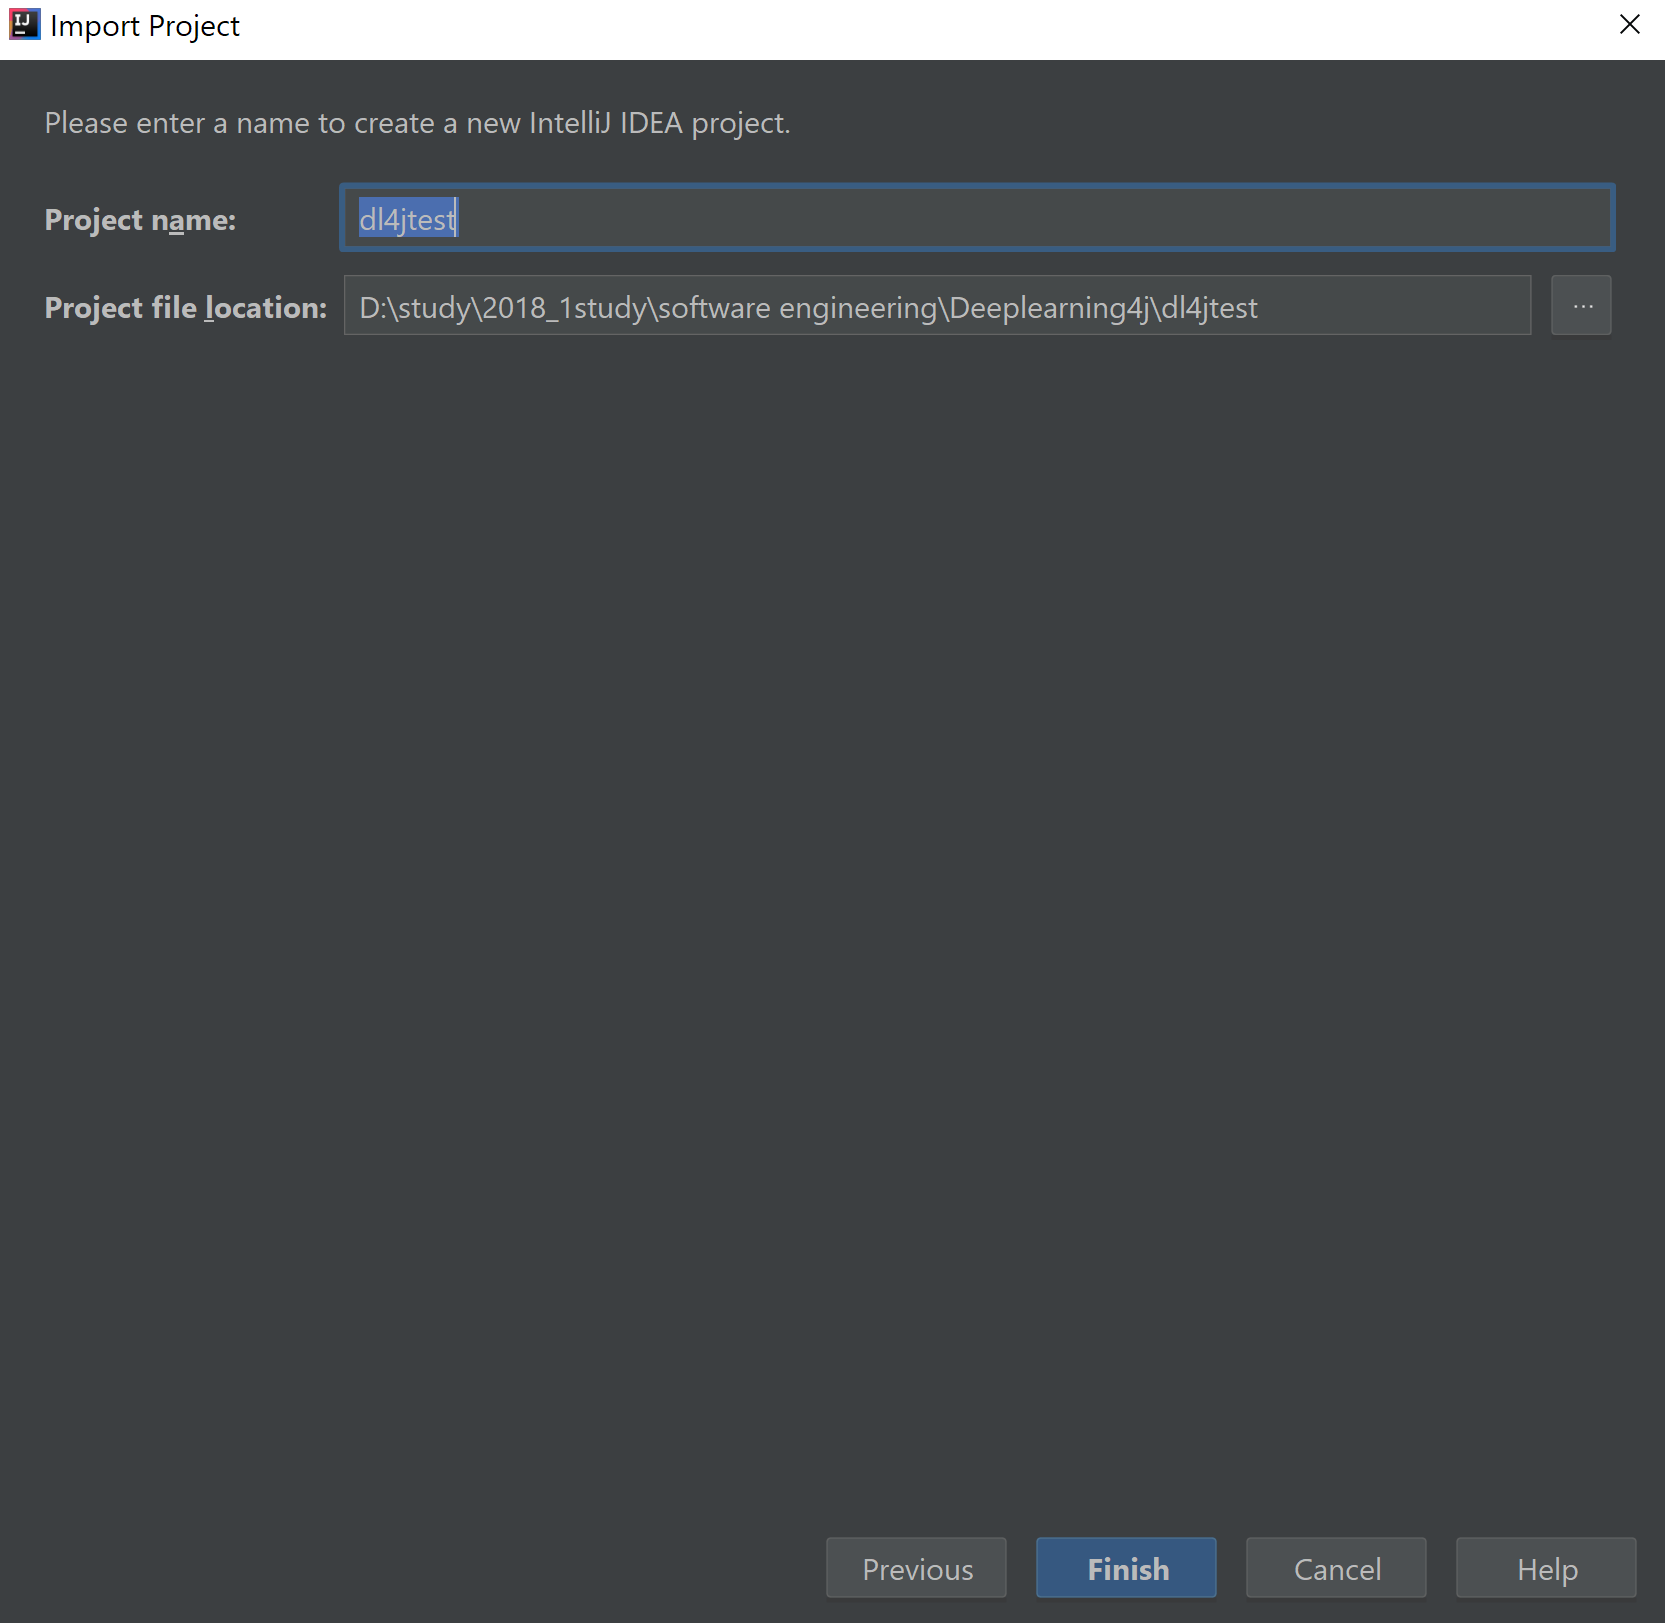 IJ
Import Project
Please enter a name to create a new IntelliJ IDEA project.
Project name: dl4jtest
Project file location: D:\study\2018_1study\software engineering\Deeplearning4j\dl4jtest ...
Previous Finish Cancel Help